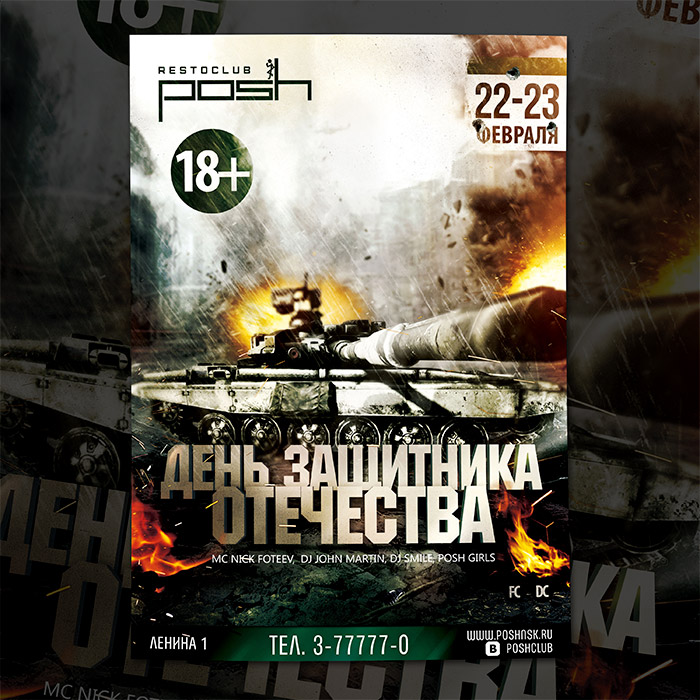 RESTOCLUB
posh
22-23
ФЕВРАЛЯ
18+
ДЕНЬ ЗАЩИТНИКА
ОТЕЧЕСТВА
MC NICK FOTEEV, DJ JOHN MARTIN, DJ SMILE, POSH GIRLS
FC DC
ЛЕНИНА 1
ТЕЛ. 3-77777-0
WWW.POSHNSK.RU
B POSHCLUB